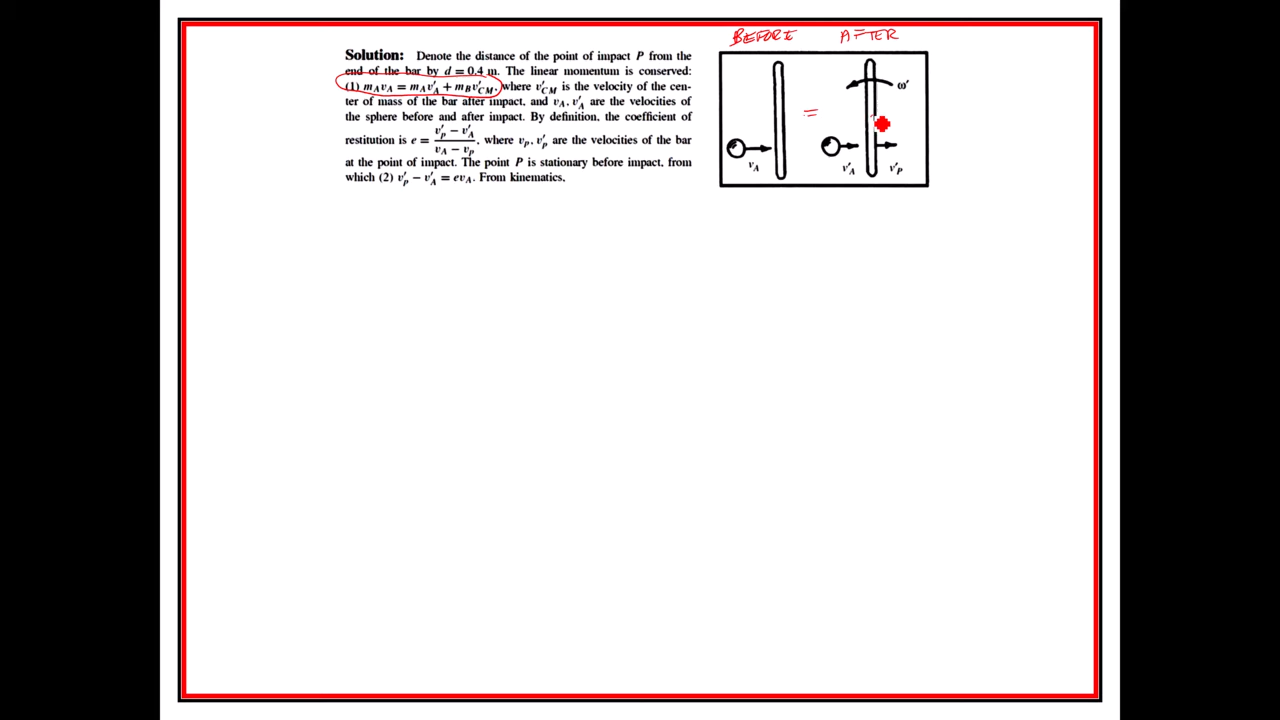 BEFORE AFTER
Solution: Denote the distance of the point of impact P from the
end of the bar by d = 0.4 m. The linear momentum is conserved:
(1) m_A v_A = m_A v′_A + m_B v′_CM, where v′_CM is the velocity of the cen-
ter of mass of the bar after impact, and v_A, v′_A are the velocities of
the sphere before and after impact. By definition, the coefficient of
restitution is e = (v′_P − v′_A)/(v_A − v_P), where v_P, v′_P are the velocities of the bar
at the point of impact. The point P is stationary before impact, from
which (2) v′_P − v′_A = ev_A. From kinematics,
ω′
=
v_A v′_A v′_P